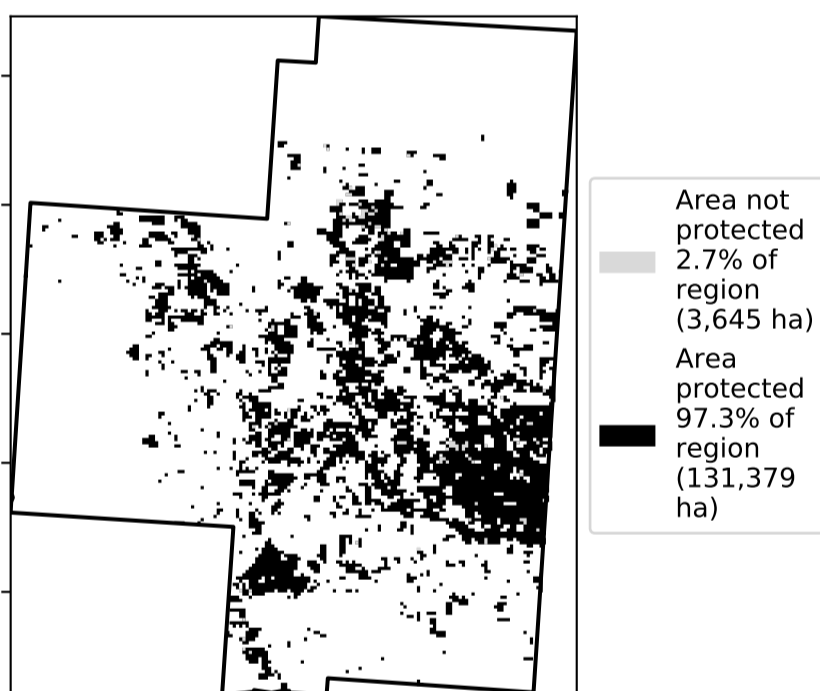 Area not
protected
2.7% of
region
(3,645 ha)
Area
protected
97.3% of
region
(131,379
ha)